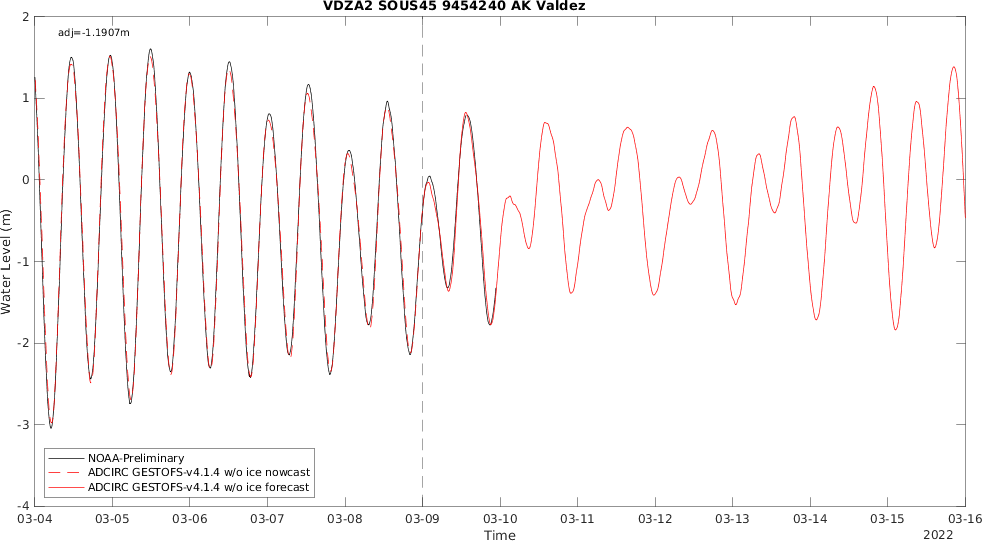 VDZA2 SOUS45 9454240 AK Valdez
adj=-1.1907m
2
1
0
-1
-2
-3
-4
Water Level (m)
NOAA-Preliminary
ADCIRC GESTOFS-v4.1.4 w/o ice nowcast
ADCIRC GESTOFS-v4.1.4 w/o ice forecast
03-04 03-05 03-06 03-07 03-08 03-09 03-10 03-11 03-12 03-13 03-14 03-15 03-16
Time
2022